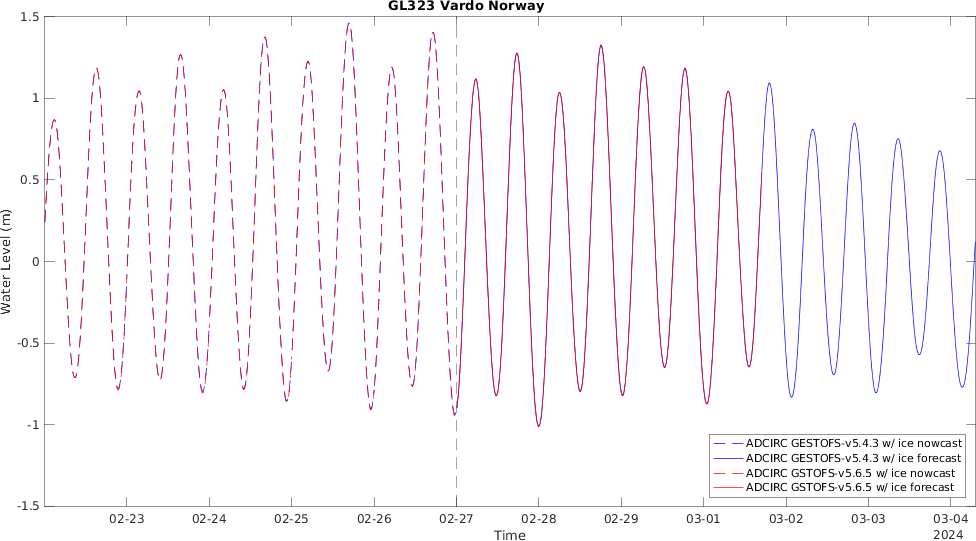 GL323 Vardo Norway
1.5
1
0.5
0
-0.5
-1
-1.5
Water Level (m)
ADCIRC GESTOFS-v5.4.3 w/ ice nowcast
ADCIRC GESTOFS-v5.4.3 w/ ice forecast
ADCIRC GSTOFS-v5.6.5 w/ ice nowcast
ADCIRC GSTOFS-v5.6.5 w/ ice forecast
02-23 02-24 02-25 02-26 02-27 02-28 02-29 03-01 03-02 03-03 03-04
Time 2024